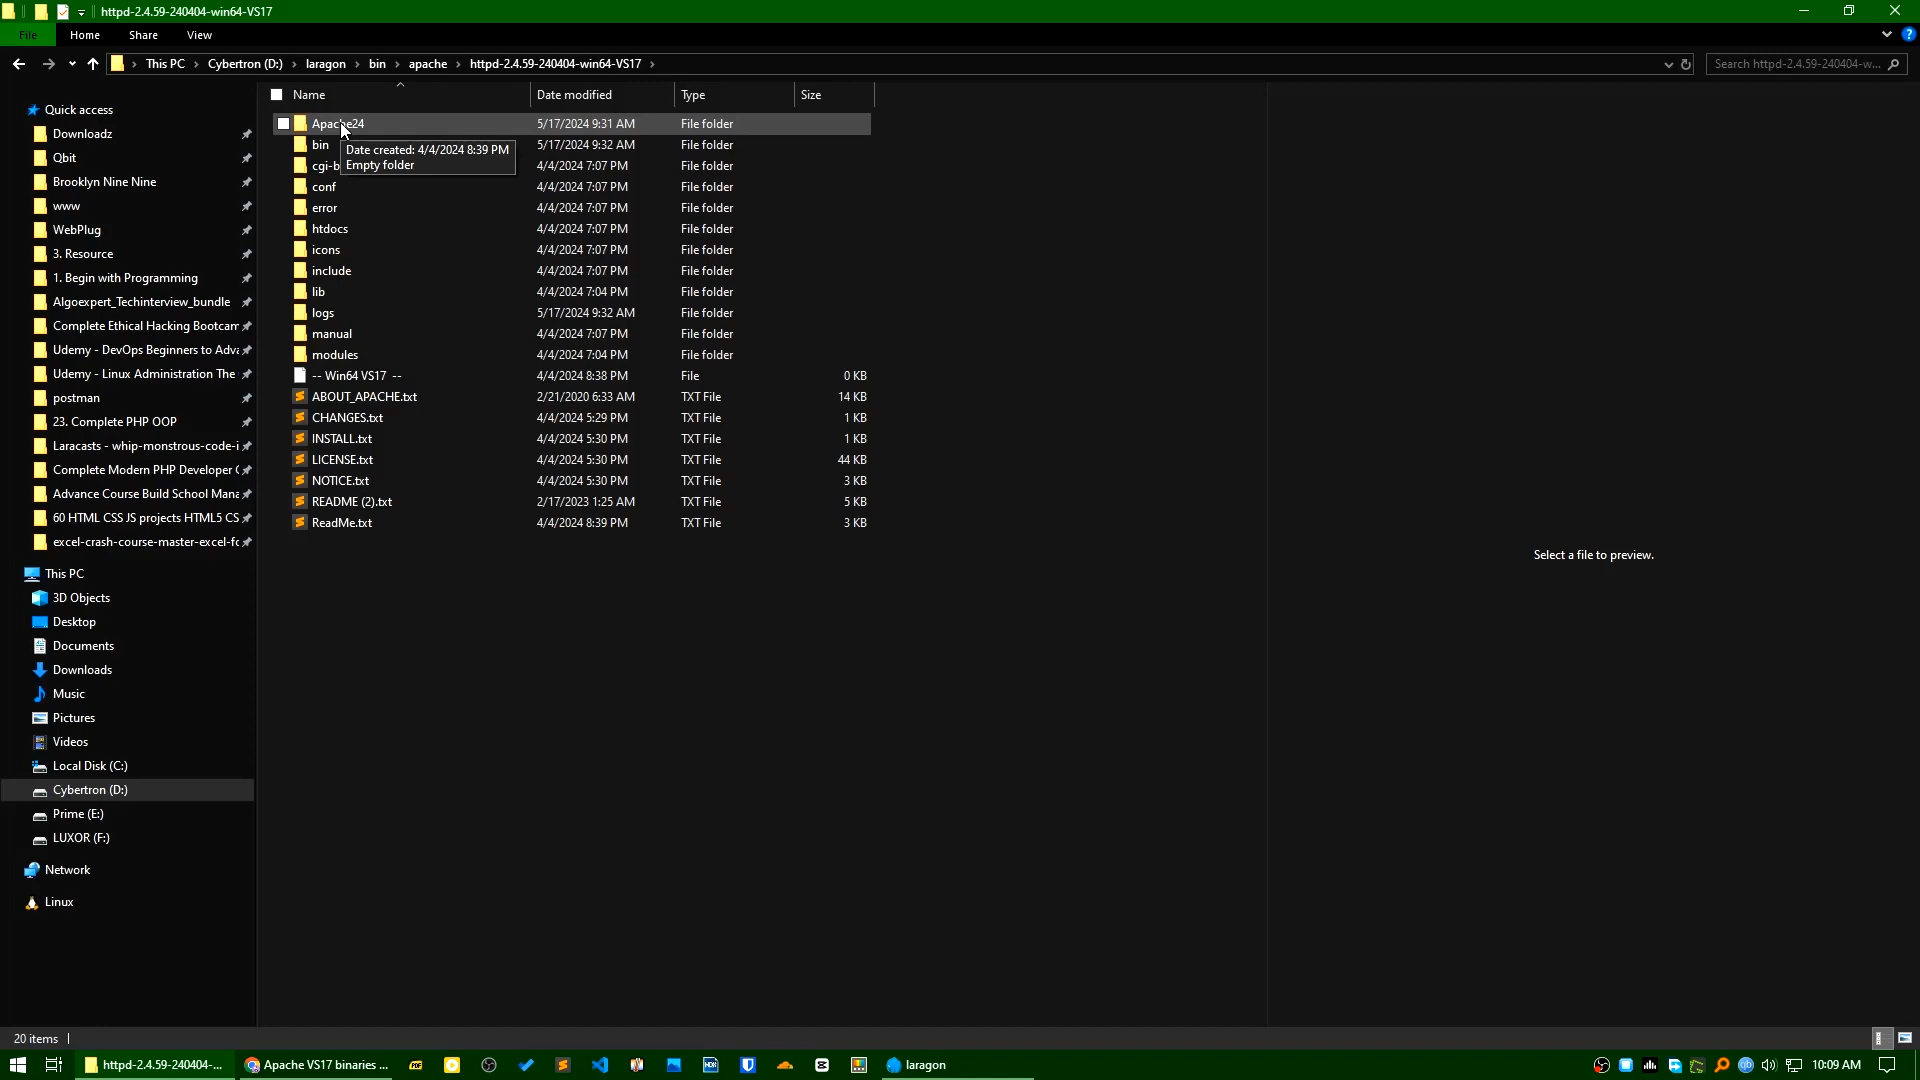 httpd-2.4.59-240404-win64-VS17
File Home Share View
This PC Cybertron (D:) laragon bin apache httpd-2.4.59-240404-win64-VS17
Search httpd-2.4.59-240404-w...
Quick access
Downloadz
Qbit
Brooklyn Nine Nine
www
WebPlug
3. Resource
1. Begin with Programming
Algoexpert_Techinterview_bundle
Complete Ethical Hacking Bootcam
Udemy - DevOps Beginners to Adva
Udemy - Linux Administration The
postman
23. Complete PHP OOP
Laracasts - whip-monstrous-code-i
Complete Modern PHP Developer
Advance Course Build School Mana
60 HTML CSS JS projects HTML5 CS
excel-crash-course-master-excel-fc
This PC
3D Objects
Desktop
Documents
Downloads
Music
Pictures
Videos
Local Disk (C:)
Cybertron (D:)
Prime (E:)
LUXOR (F:)
Network
Linux
Name Date modified Type Size
Apache24 5/17/2024 9:31 AM File folder
bin 5/17/2024 9:32 AM File folder
Date created: 4/4/2024 8:39 PM
Empty folder
cgi-b 4/4/2024 7:07 PM File folder
conf 4/4/2024 7:07 PM File folder
error 4/4/2024 7:07 PM File folder
htdocs 4/4/2024 7:07 PM File folder
icons 4/4/2024 7:07 PM File folder
include 4/4/2024 7:07 PM File folder
lib 4/4/2024 7:04 PM File folder
logs 5/17/2024 9:32 AM File folder
manual 4/4/2024 7:07 PM File folder
modules 4/4/2024 7:04 PM File folder
-- Win64 VS17 -- 4/4/2024 8:38 PM File 0 KB
ABOUT_APACHE.txt 2/21/2020 6:33 AM TXT File 14 KB
CHANGES.txt 4/4/2024 5:29 PM TXT File 1 KB
INSTALL.txt 4/4/2024 5:30 PM TXT File 1 KB
LICENSE.txt 4/4/2024 5:30 PM TXT File 44 KB
NOTICE.txt 4/4/2024 5:30 PM TXT File 3 KB
README (2).txt 2/17/2023 1:25 AM TXT File 5 KB
ReadMe.txt 4/4/2024 8:39 PM TXT File 3 KB
Select a file to preview.
20 items
httpd-2.4.59-240404-... Apache VS17 binaries ... laragon 10:09 AM